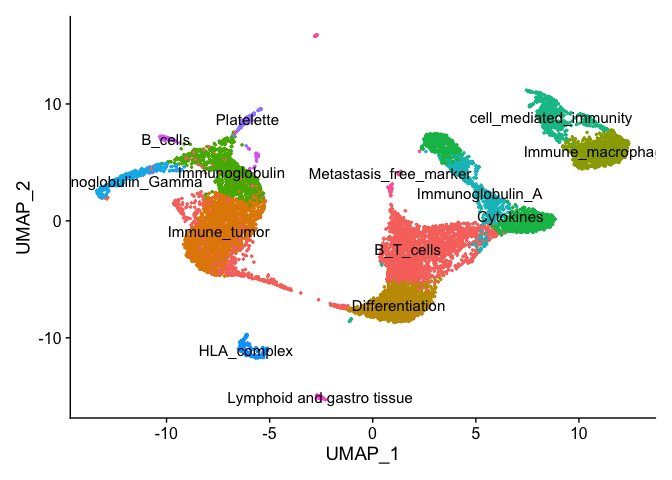 10
0
-10
UMAP_2
Platelette
B_cells
Immunoglobulin
noglobulin_Gamma
Immune_tumor
HLA_complex
Lymphoid and gastro tissue
Metastasis_free_marker
Immunoglobulin_A
Cytokines
B_T_cells
Differentiation
cell_mediated_immunity
Immune_macropha
-10
-5
0
5
10
UMAP_1